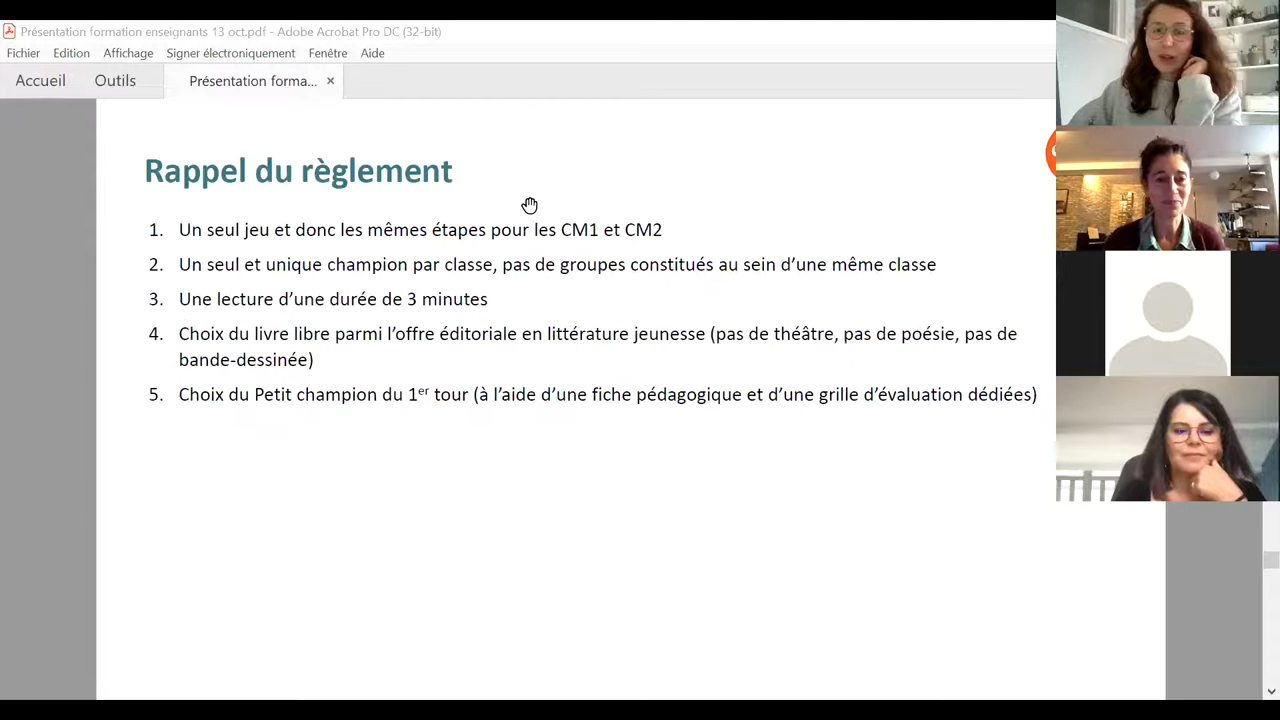 Présentation formation enseignants 13 oct.pdf - Adobe Acrobat Pro DC (32-bit)
Fichier Edition Affichage Signer électroniquement Fenêtre Aide
Accueil Outils Présentation forma... ×
Rappel du règlement
1. Un seul jeu et donc les mêmes étapes pour les CM1 et CM2
2. Un seul et unique champion par classe, pas de groupes constitués au sein d’une même classe
3. Une lecture d’une durée de 3 minutes
4. Choix du livre libre parmi l’offre éditoriale en littérature jeunesse (pas de théâtre, pas de poésie, pas de
bande-dessinée)
5. Choix du Petit champion du 1er tour (à l’aide d’une fiche pédagogique et d’une grille d’évaluation dédiées)